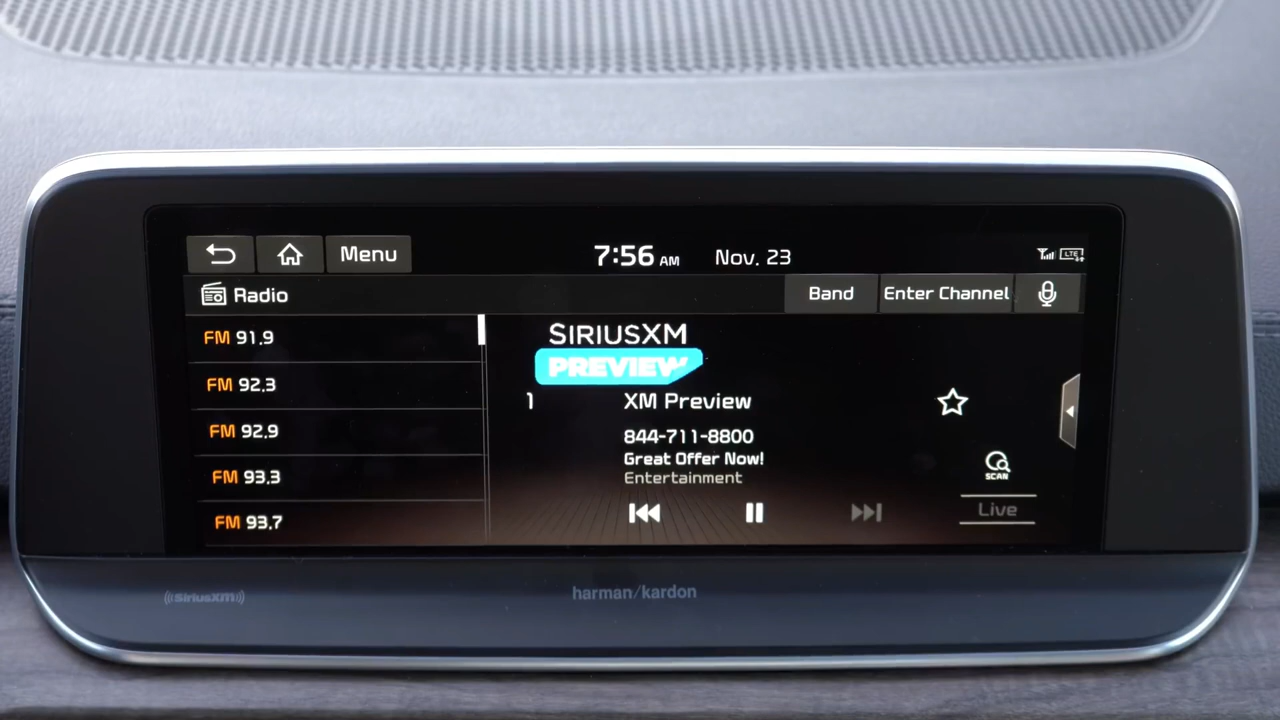 Menu
7:56 AM Nov. 23
LTE
Radio
Band
Enter Channel
FM 91.9
FM 92.3
FM 92.9
FM 93.3
FM 93.7
SIRIUSXM
PREVIEW
1 XM Preview
844-711-8800
Great Offer Now!
Entertainment
SCAN
Live
((SiriusXM))
harman/kardon